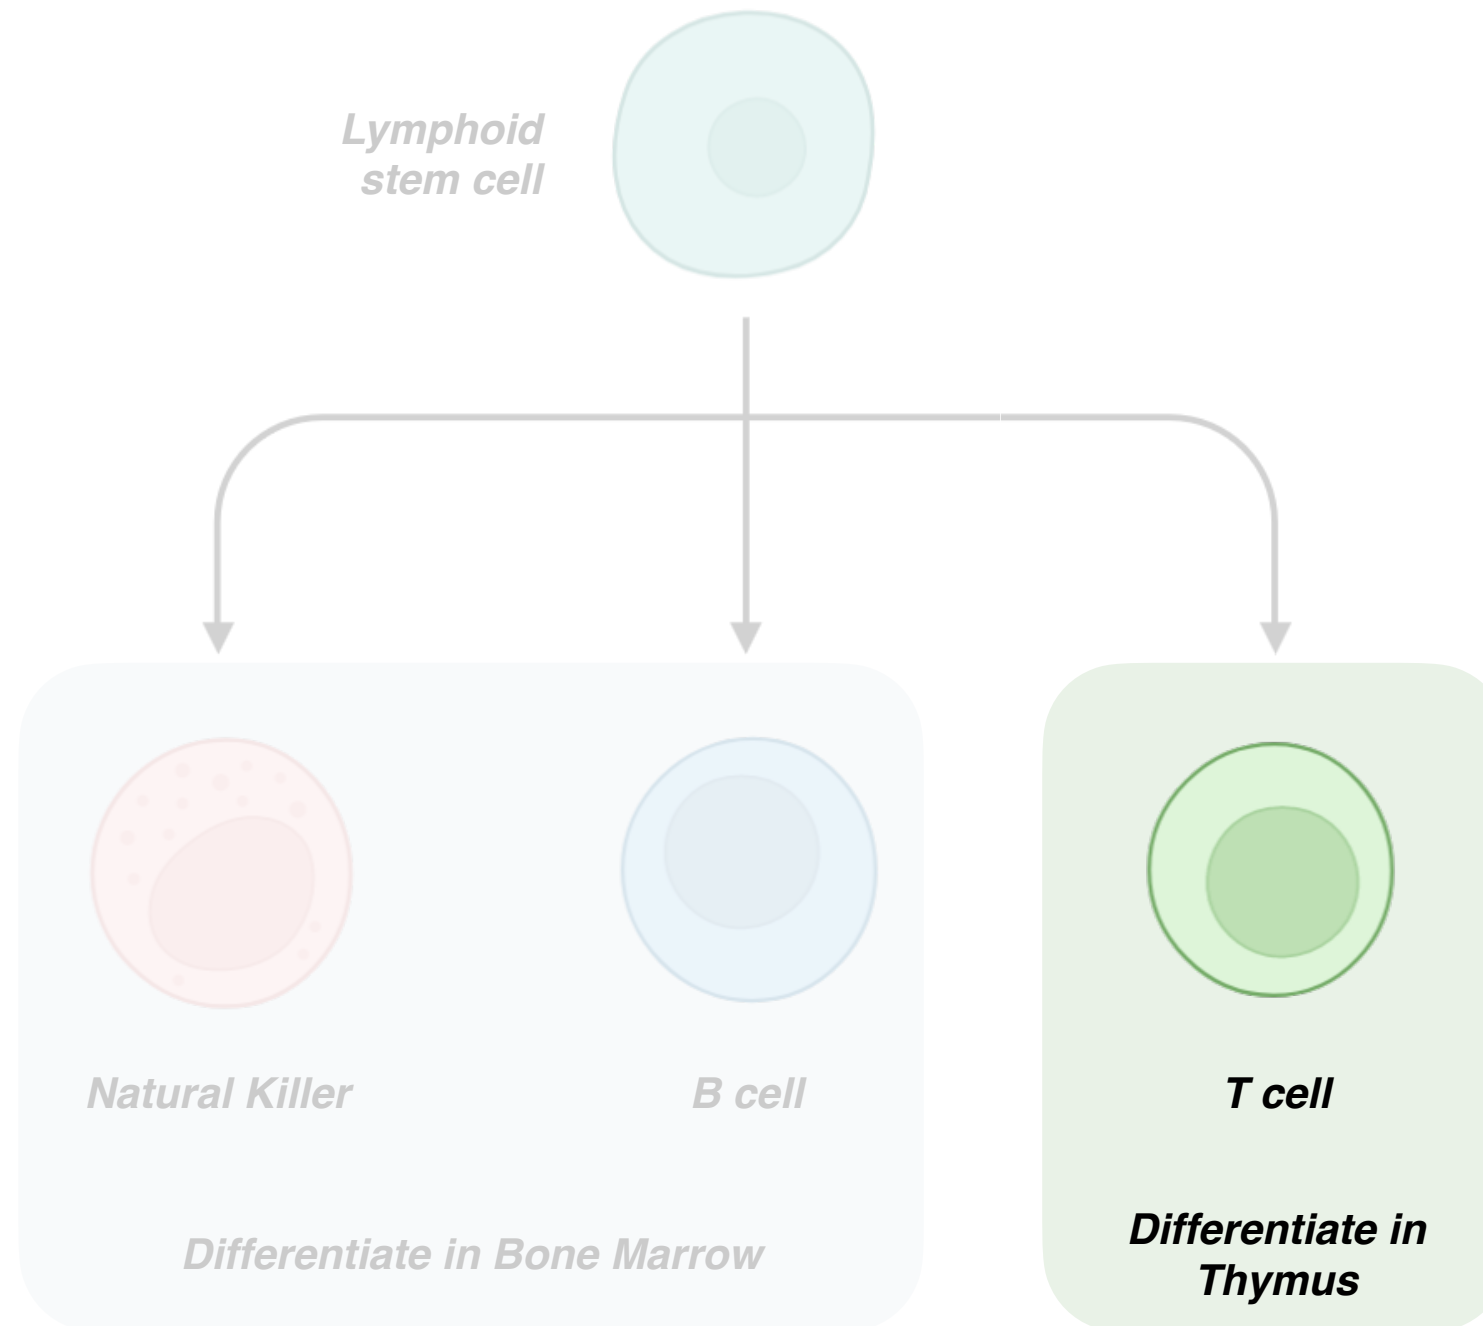 Lymphoid
stem cell
Natural Killer
B cell
T cell
Differentiate in Bone Marrow
Differentiate in
Thymus